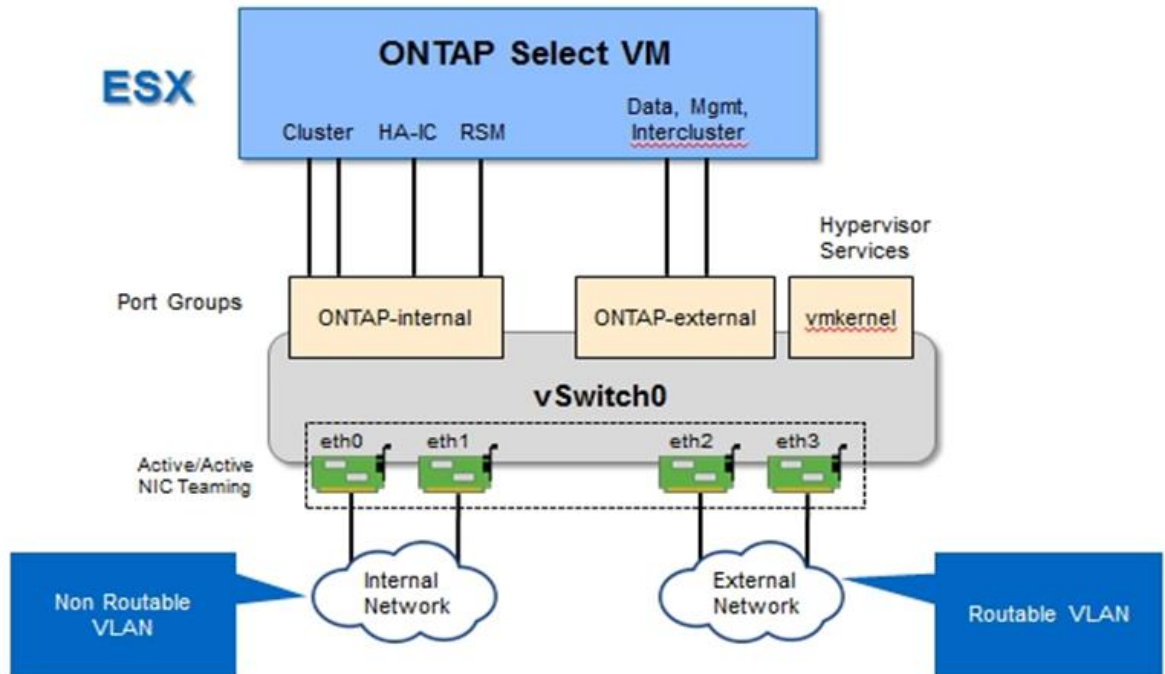 ONTAP Select VM
ESX
Data, Mgmt,
Cluster HA-IC RSM Intercluster
Hypervisor
Services
Port Groups
ONTAP-internal ONTAP-external vmkernel
vSwitch0
eth0 eth1 eth2 eth3
Active/Active
NIC Teaming
Internal
Network
External
Network
Non Routable
VLAN
Routable VLAN